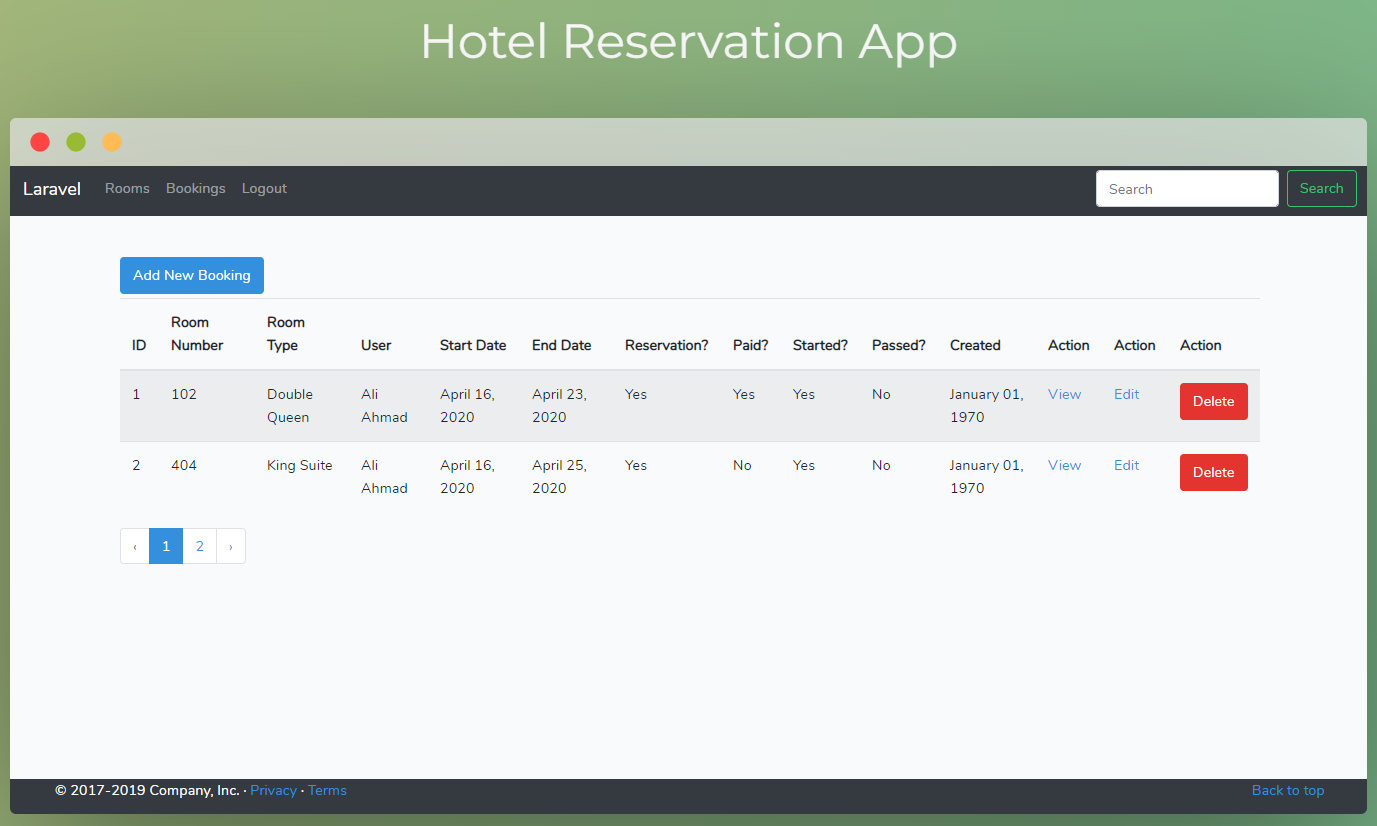 Hotel Reservation App
Laravel Rooms Bookings Logout Search Search
Add New Booking
Room Room
ID Number Type User Start Date End Date Reservation? Paid? Started? Passed? Created Action Action Action
1 102 Double Ali April 16, April 23, Yes Yes Yes No January 01, View Edit Delete
Queen Ahmad 2020 2020 1970
2 404 King Suite Ali April 16, April 25, Yes No Yes No January 01, View Edit Delete
Ahmad 2020 2020 1970
‹ 1 2 ›
© 2017-2019 Company, Inc. · Privacy · Terms Back to top